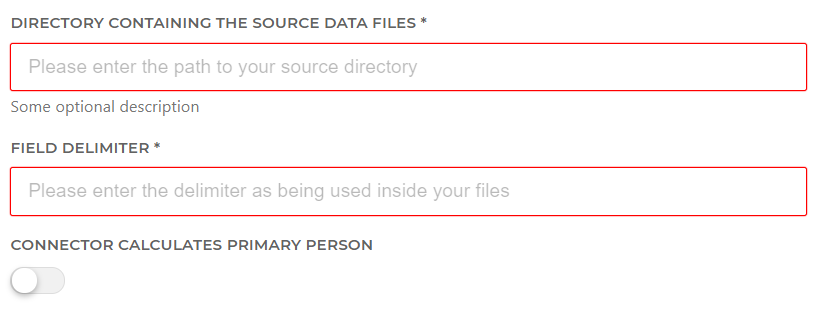 DIRECTORY CONTAINING THE SOURCE DATA FILES *
Please enter the path to your source directory
Some optional description
FIELD DELIMITER *
Please enter the delimiter as being used inside your files
CONNECTOR CALCULATES PRIMARY PERSON